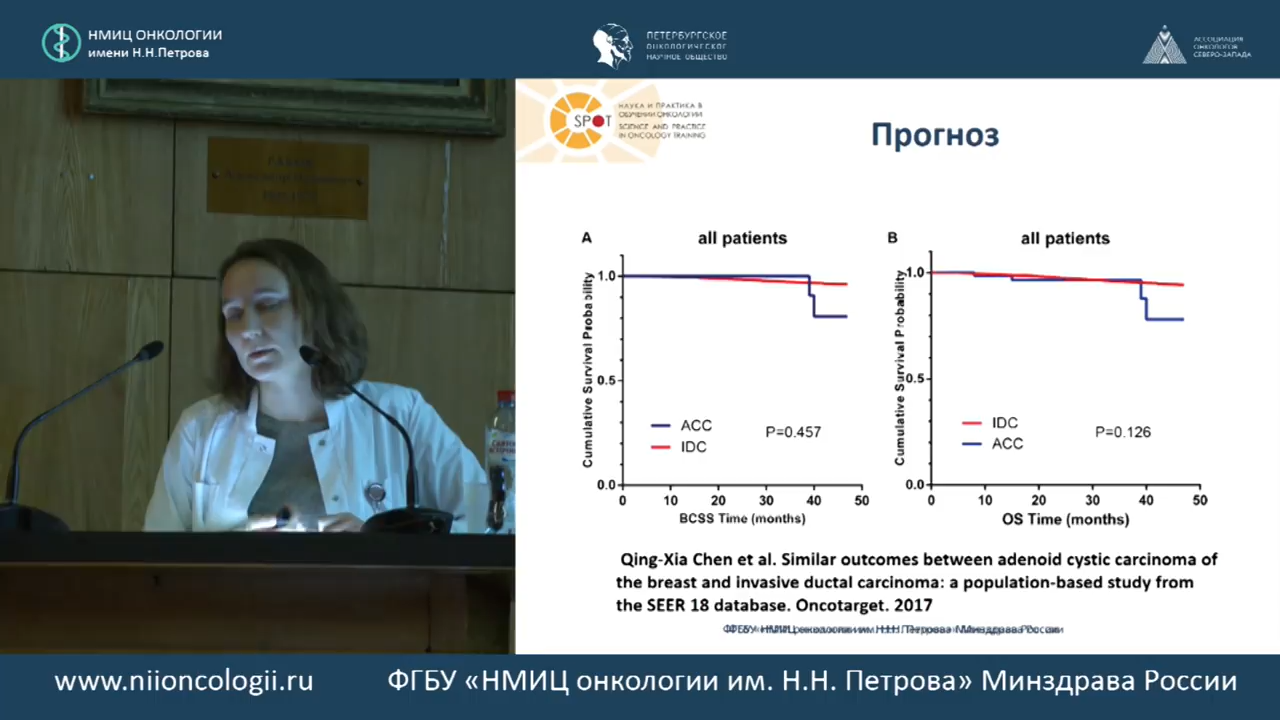 НМИЦ ОНКОЛОГИИ
имени Н.Н.Петрова
ПЕТЕРБУРГСКОЕ
ОНКОЛОГИЧЕСКОЕ
НАУЧНОЕ ОБЩЕСТВО
АССОЦИАЦИЯ
ОНКОЛОГОВ
СЕВЕРО-ЗАПАДА
SPOT
НАУКА И ПРАКТИКА В
ОБУЧЕНИИ ОНКОЛОГИИ
SCIENCE AND PRACTICE
IN ONCOLOGY TRAINING
Прогноз
A
all patients
Cumulative Survival Probability
1.0
0.5
0.0
ACC
IDC
P=0.457
0 10 20 30 40 50
BCSS Time (months)
B
all patients
Cumulative Survival Probability
1.0
0.5
0.0
IDC
ACC
P=0.126
0 10 20 30 40 50
OS Time (months)
Qing-Xia Chen et al. Similar outcomes between adenoid cystic carcinoma of
the breast and invasive ductal carcinoma: a population-based study from
the SEER 18 database. Oncotarget. 2017
www.niioncologii.ru
ФГБУ «НМИЦ онкологии им. Н.Н. Петрова» Минздрава России